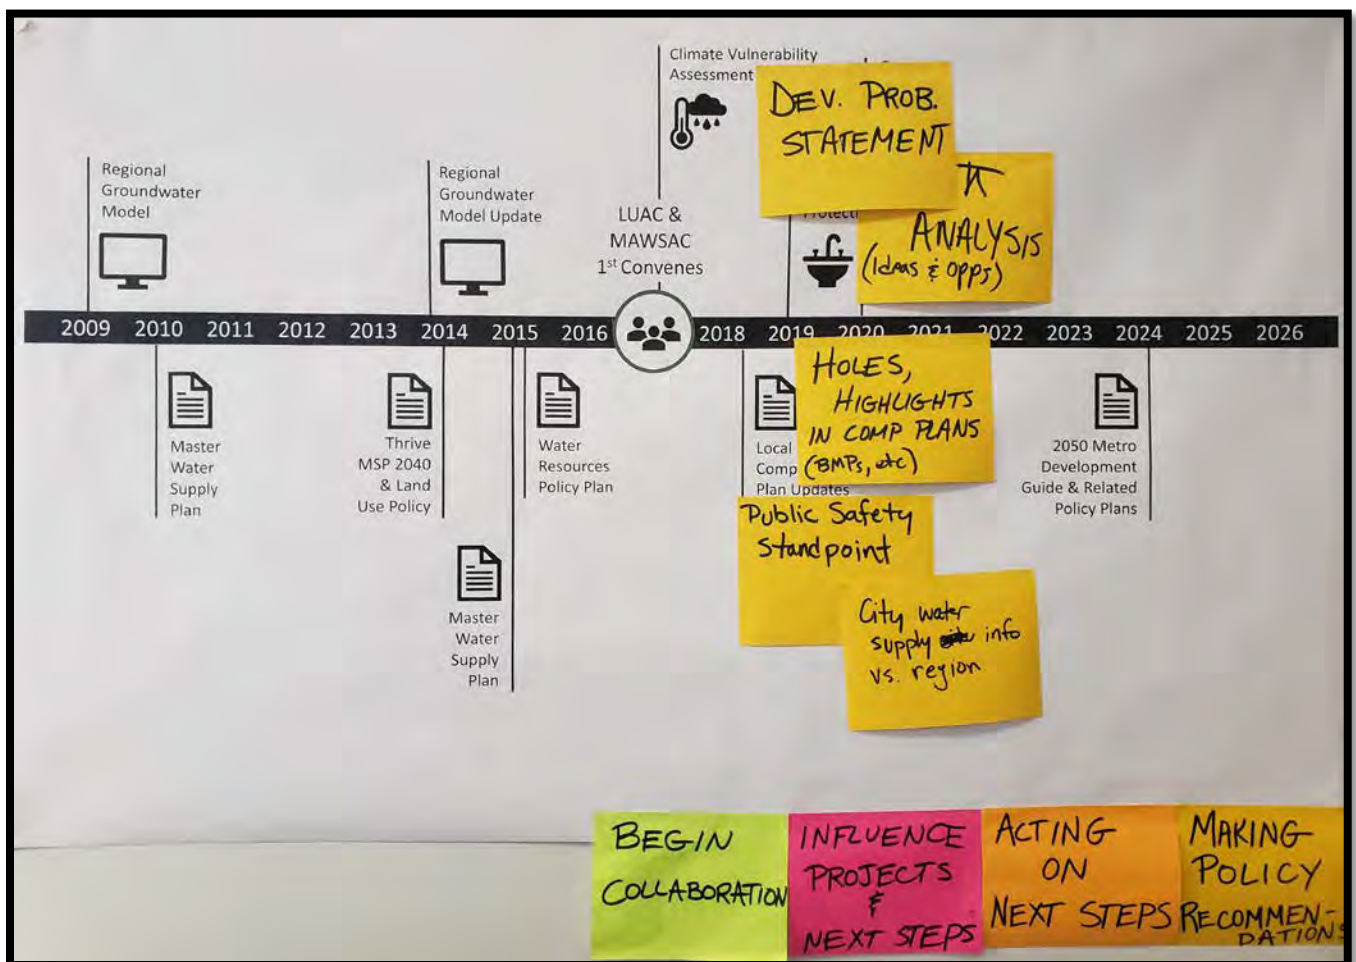 Climate Vulnerability
Assessment
DEV. PROB.
STATEMENT
Regional
Groundwater
Model
Regional
Groundwater
Model Update
LUAC &
MAWSAC
1st Convenes
ANALYSIS
(Ideas & Opps)
2009 2010 2011 2012 2013 2014 2015 2016 2018 2019 2020 2021 2022 2023 2024 2025 2026
HOLES,
HIGHLIGHTS
IN COMP PLANS
(BMPs, etc)
Master
Water
Supply
Plan
Thrive
MSP 2040
& Land
Use Policy
Water
Resources
Policy Plan
Local
Comp
Plan Updates
2050 Metro
Development
Guide & Related
Policy Plans
Public Safety
Standpoint
Master
Water
Supply
Plan
City water
supply info
vs. region
BEGIN
COLLABORATION
INFLUENCE
PROJECTS
&
NEXT STEPS
ACTING
ON
NEXT STEPS
MAKING
POLICY
RECOMMEN-
DATIONS